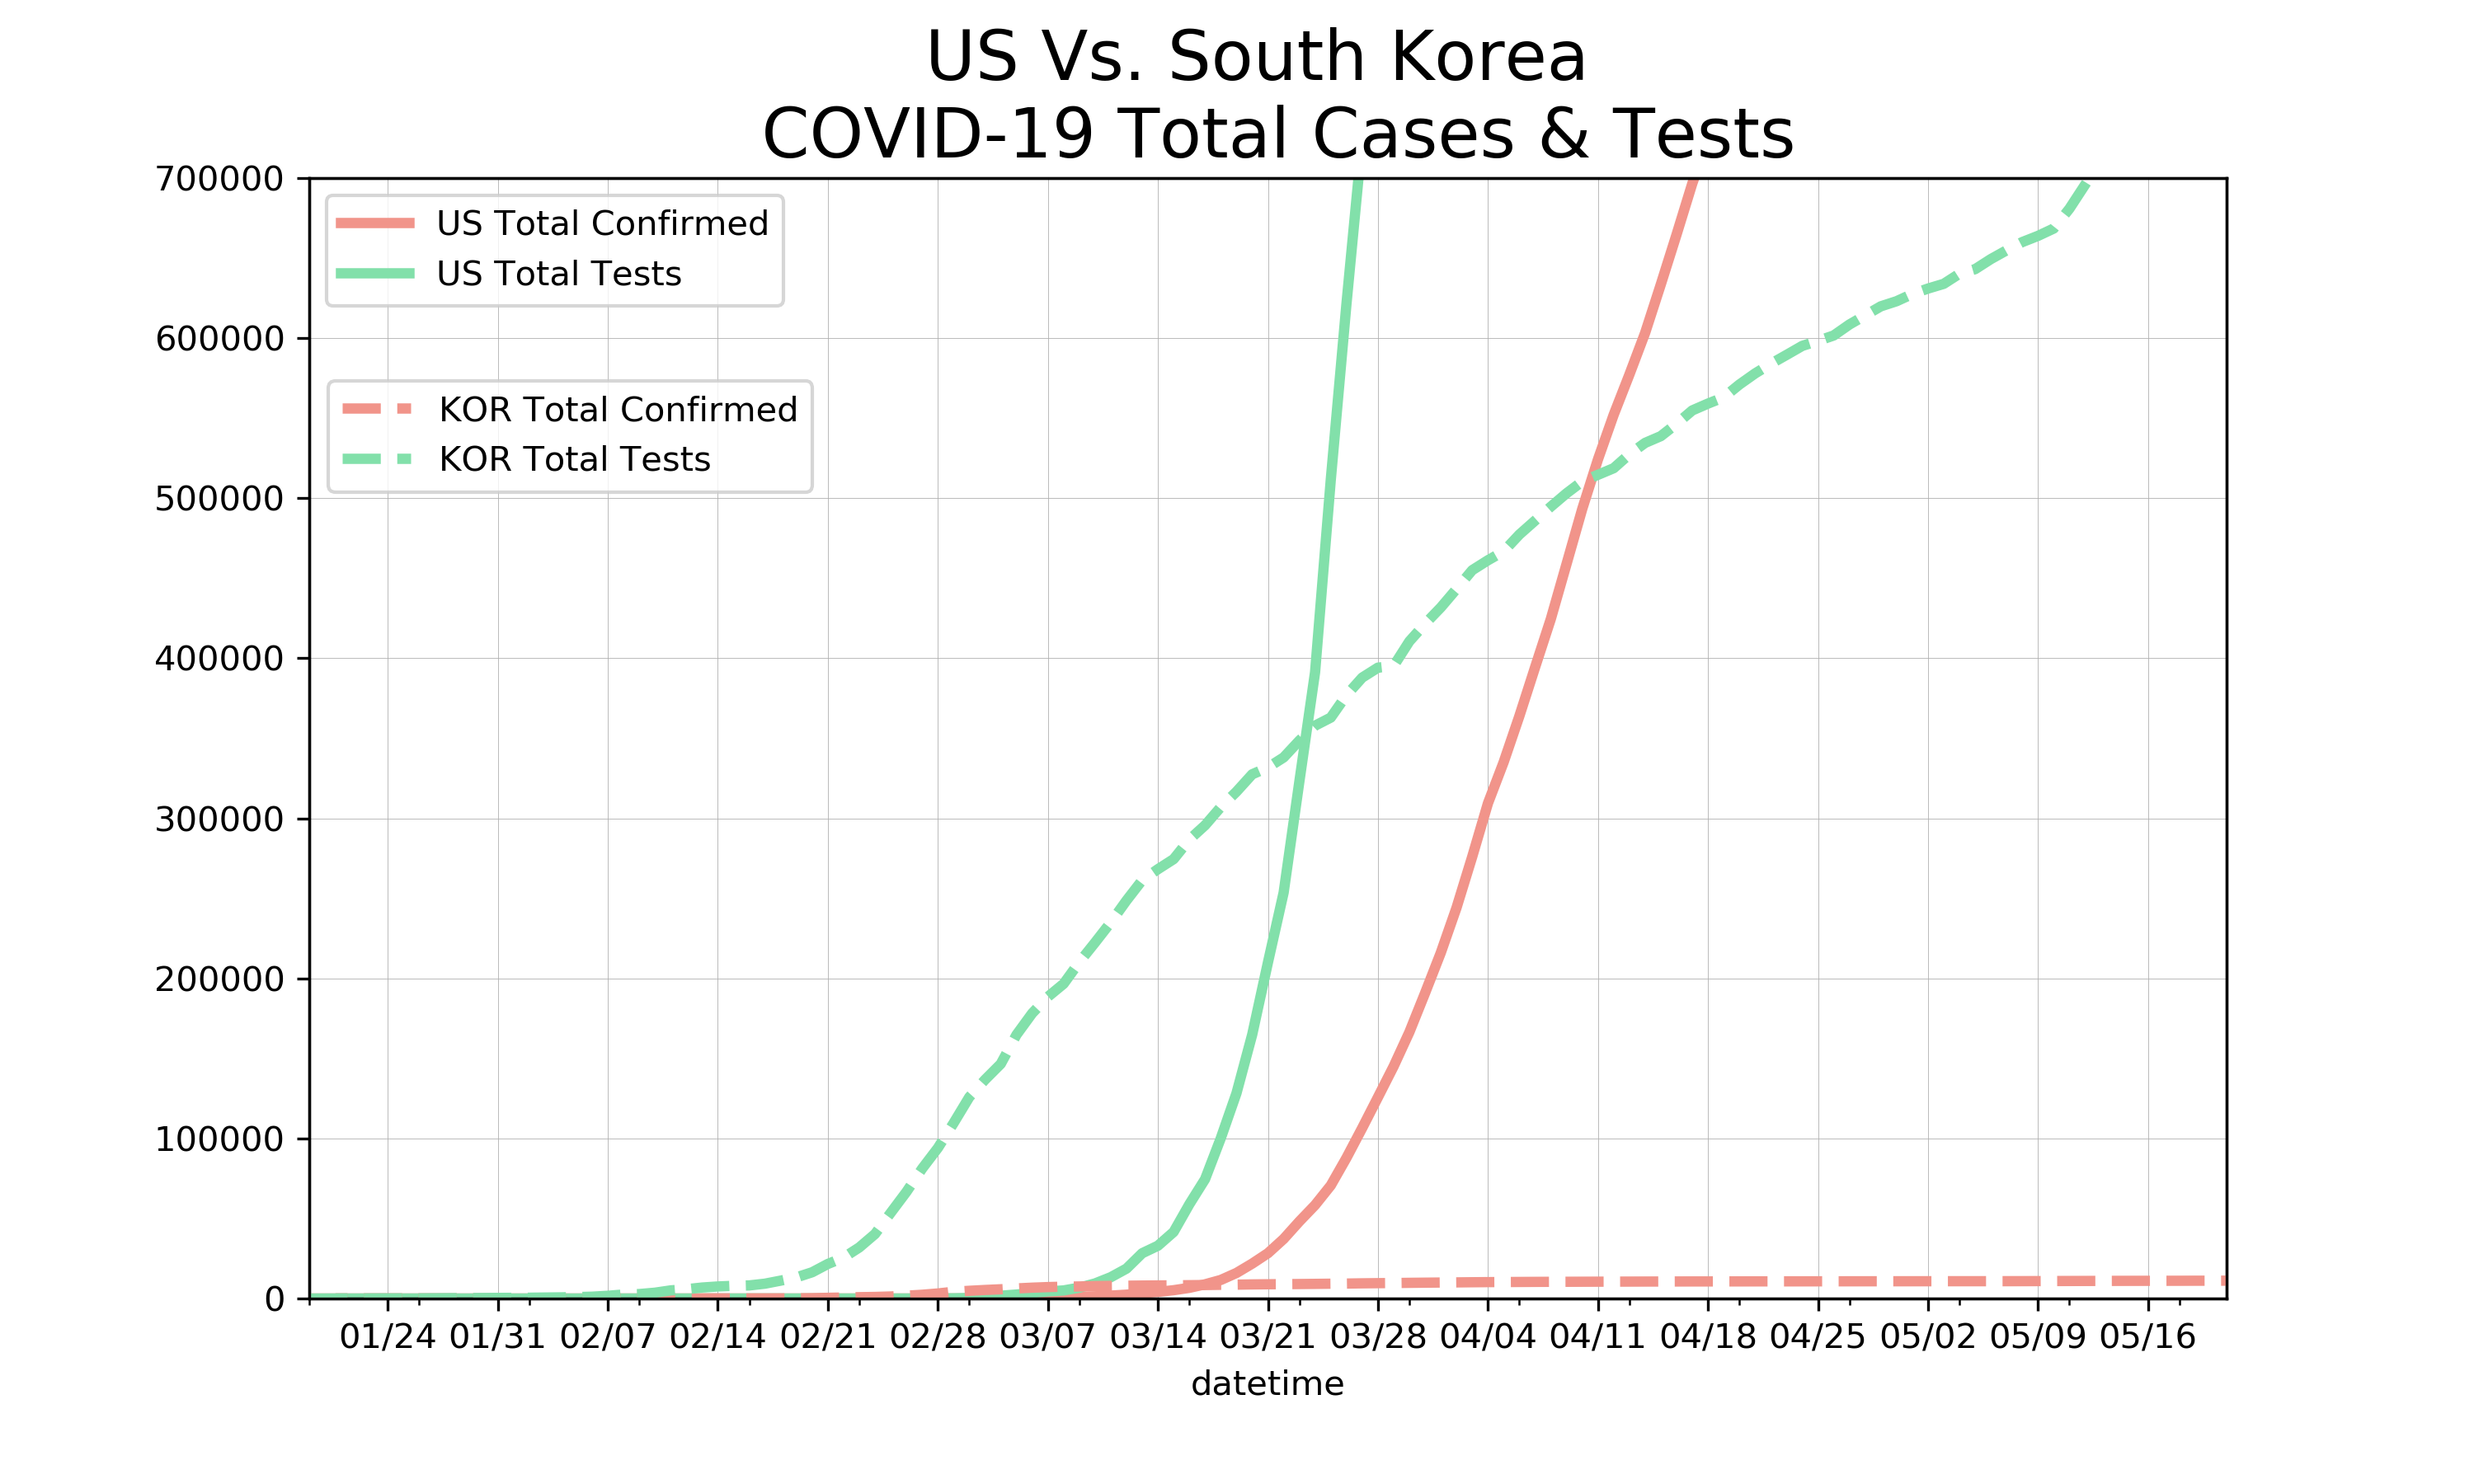 US Vs. South Korea
COVID-19 Total Cases & Tests
700000
600000
500000
400000
300000
200000
100000
0
US Total Confirmed
US Total Tests
KOR Total Confirmed
KOR Total Tests
01/24 01/31 02/07 02/14 02/21 02/28 03/07 03/14 03/21 03/28 04/04 04/11 04/18 04/25 05/02 05/09 05/16
datetime